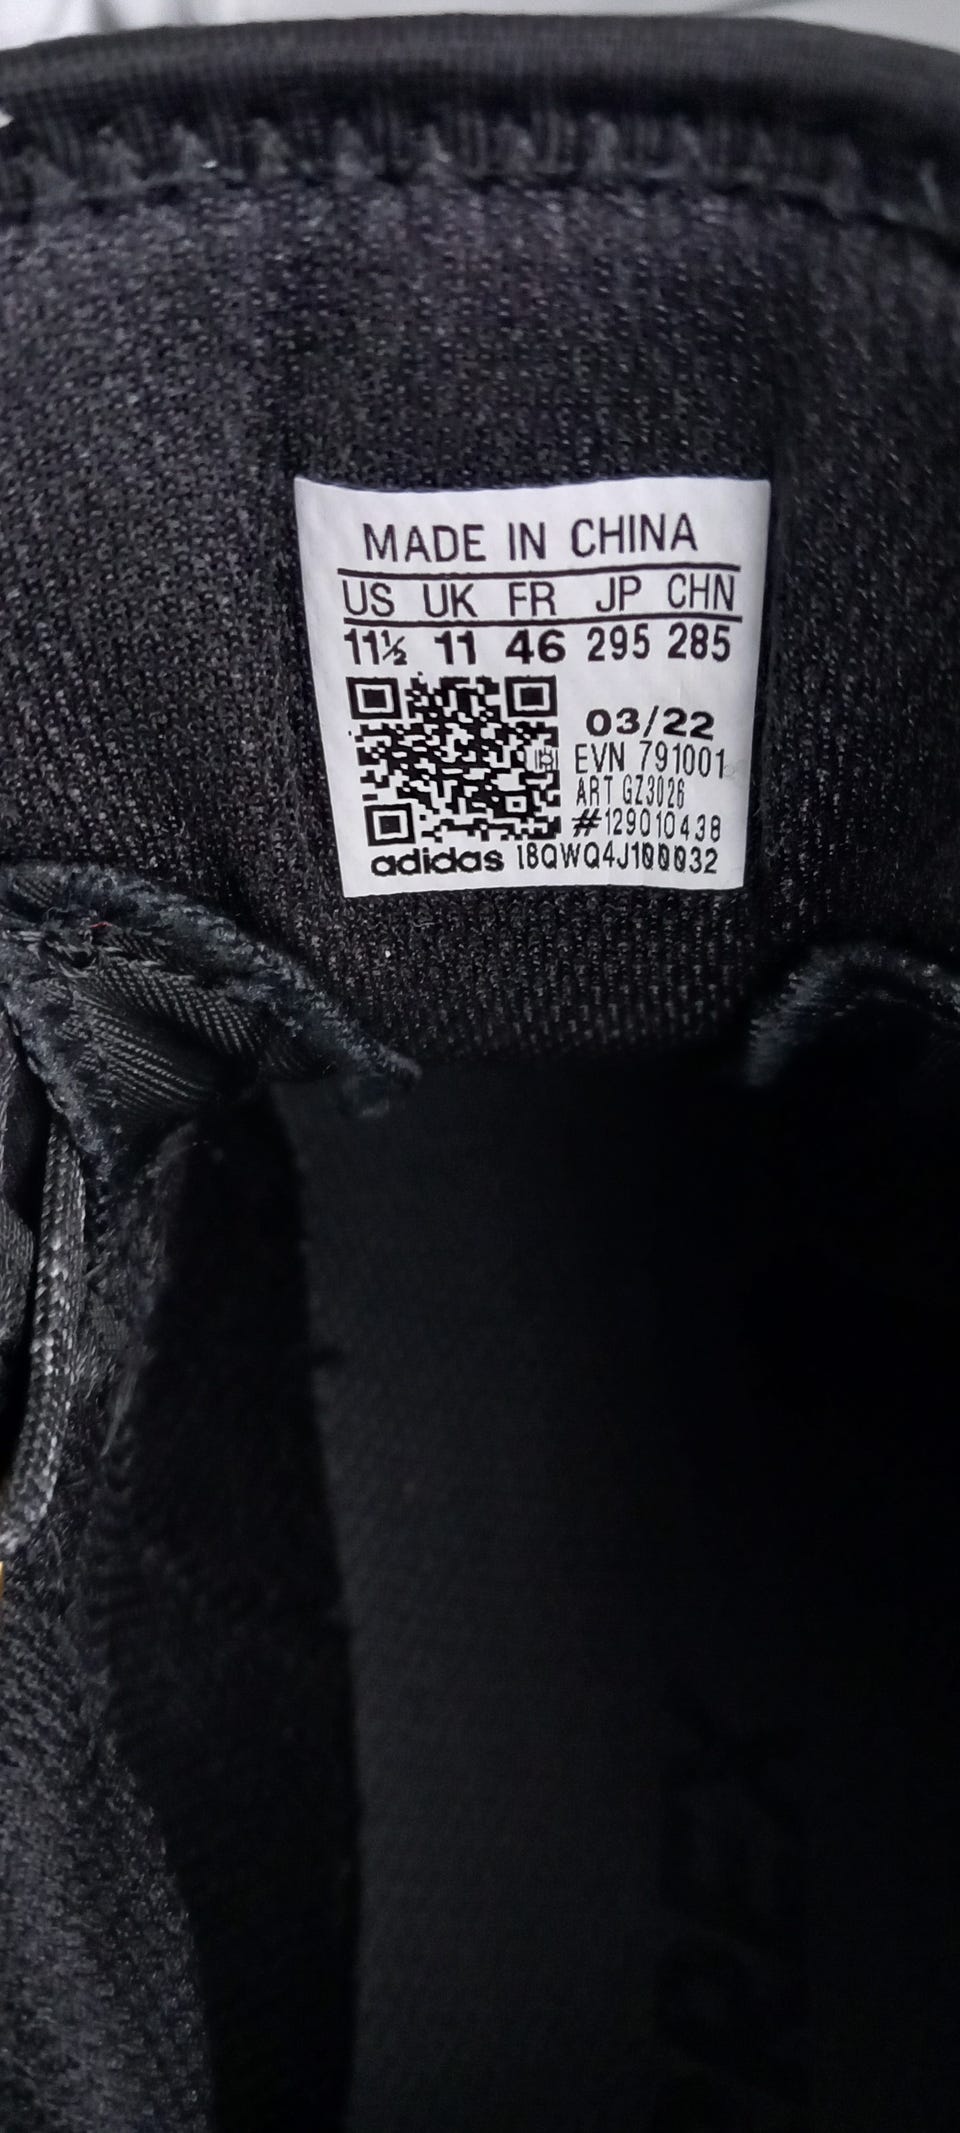 MADE IN CHINA
US UK FR JP CHN
11½ 11 46 295 285
03/22
EVN 791001
ART GZ3026
#129010438
adidas I8QWQ4J100032